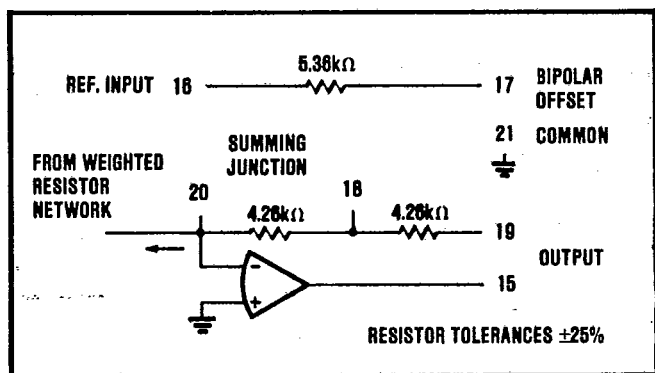 5.36kΩ
REF. INPUT 16
17 BIPOLAR OFFSET
21 COMMON
SUMMING JUNCTION
FROM WEIGHTED RESISTOR NETWORK
20
18
4.26kΩ
4.26kΩ
19
OUTPUT
15
−
+
RESISTOR TOLERANCES ±25%